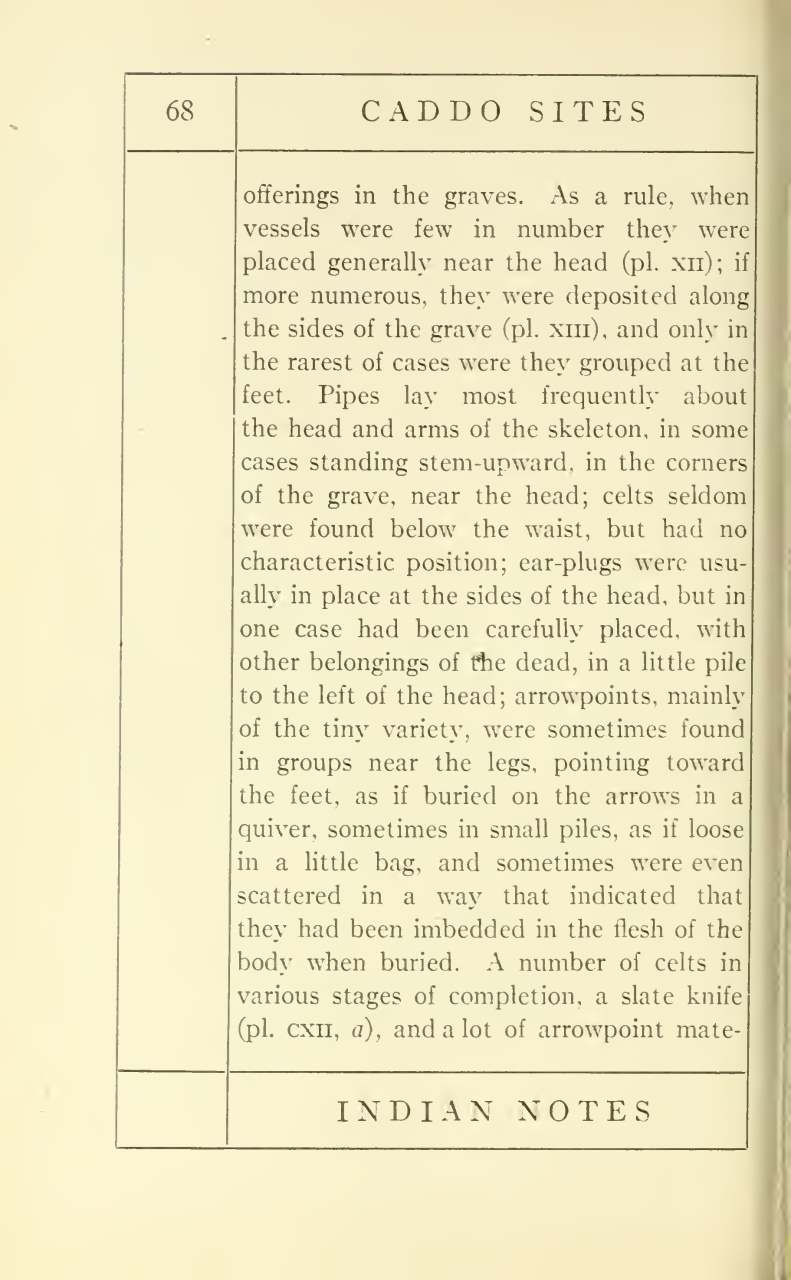 68
CADDO SITES
offerings in the graves. As a rule, when
vessels were few in number they were
placed generally near the head (pl. XII); if
more numerous, they were deposited along
the sides of the grave (pl. XIII), and only in
the rarest of cases were they grouped at the
feet. Pipes lay most frequently about
the head and arms of the skeleton, in some
cases standing stem-upward, in the corners
of the grave, near the head; celts seldom
were found below the waist, but had no
characteristic position; ear-plugs were usu-
ally in place at the sides of the head, but in
one case had been carefully placed, with
other belongings of the dead, in a little pile
to the left of the head; arrowpoints, mainly
of the tiny variety, were sometimes found
in groups near the legs, pointing toward
the feet, as if buried on the arrows in a
quiver, sometimes in small piles, as if loose
in a little bag, and sometimes were even
scattered in a way that indicated that
they had been imbedded in the flesh of the
body when buried. A number of celts in
various stages of completion, a slate knife
(pl. CXII, a), and a lot of arrowpoint mate-
INDIAN NOTES